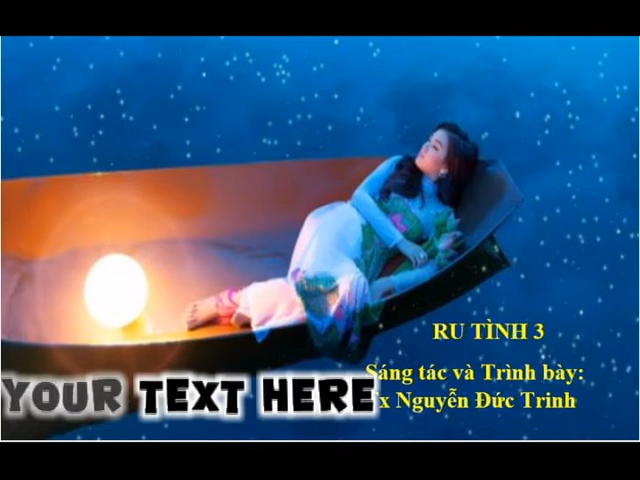 RU TÌNH 3
Sáng tác và Trình bày:
x Nguyễn Đức Trinh
YOUR TEXT HERE